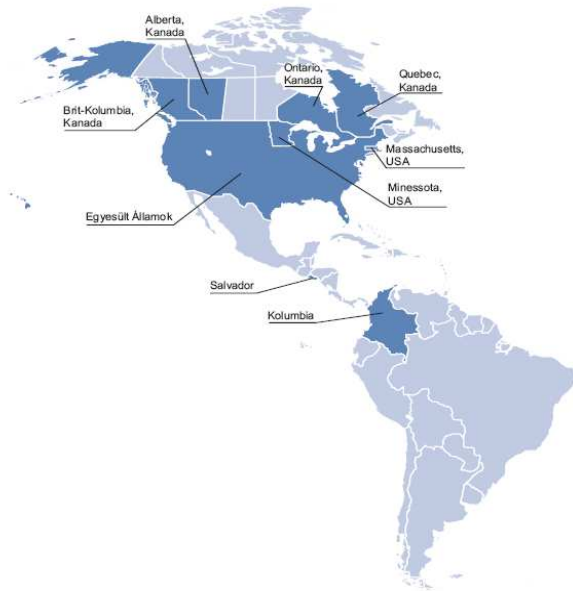 Alberta,
Kanada
Ontario,
Kanada
Quebec,
Kanada
Brit-Kolumbia,
Kanada
Massachusetts,
USA
Minessota,
USA
Egyesült Államok
Salvador
Kolumbia